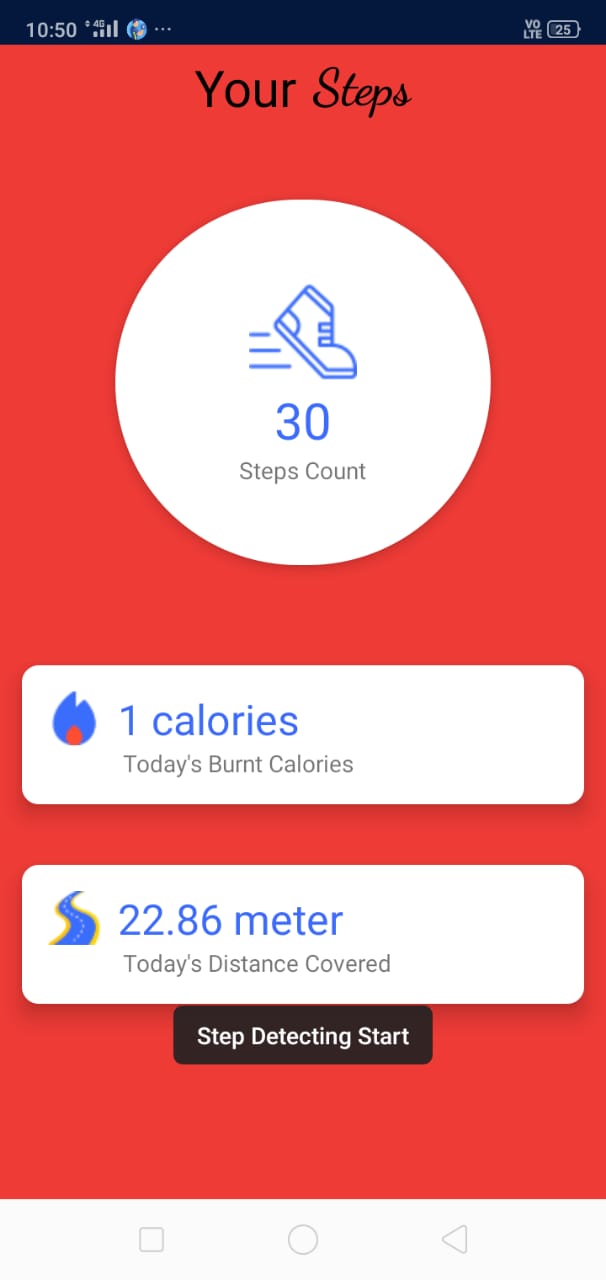 10:50 4G VO LTE 25
Your Steps
30
Steps Count
1 calories
Today's Burnt Calories
22.86 meter
Today's Distance Covered
Step Detecting Start